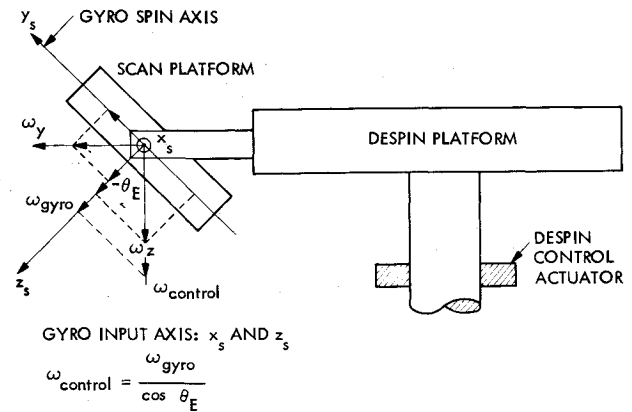 y_s
GYRO SPIN AXIS
SCAN PLATFORM
ω_y
x_s
DESPIN PLATFORM
-θ_E
ω_gyro
ω_z
z_s
ω_control
DESPIN
CONTROL
ACTUATOR
GYRO INPUT AXIS: x_s AND z_s
ω_control = ω_gyro / cos θ_E